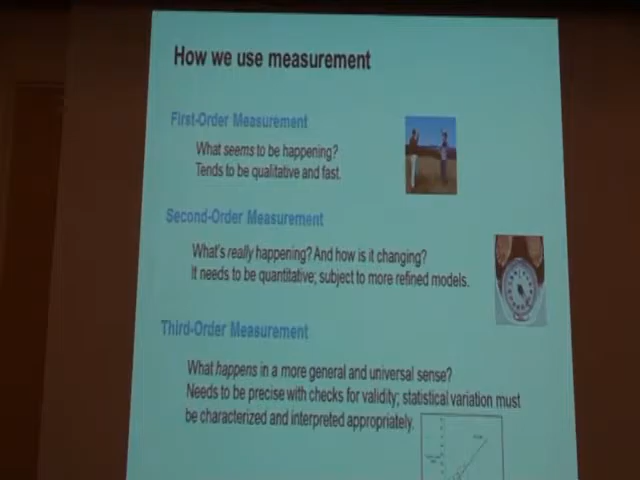 How we use measurement
First-Order Measurement
What seems to be happening?
Tends to be qualitative and fast.
Second-Order Measurement
What's really happening? And how is it changing?
It needs to be quantitative; subject to more refined models.
Third-Order Measurement
What happens in a more general and universal sense?
Needs to be precise with checks for validity; statistical variation must
be characterized and interpreted appropriately.